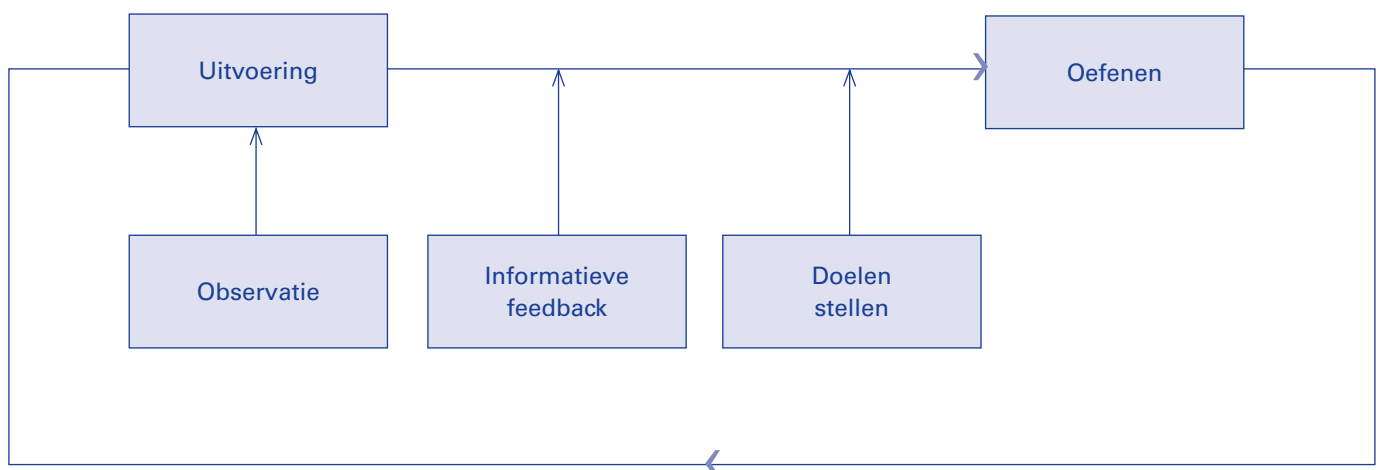 Uitvoering
Oefenen
Observatie
Informatieve
feedback
Doelen
stellen